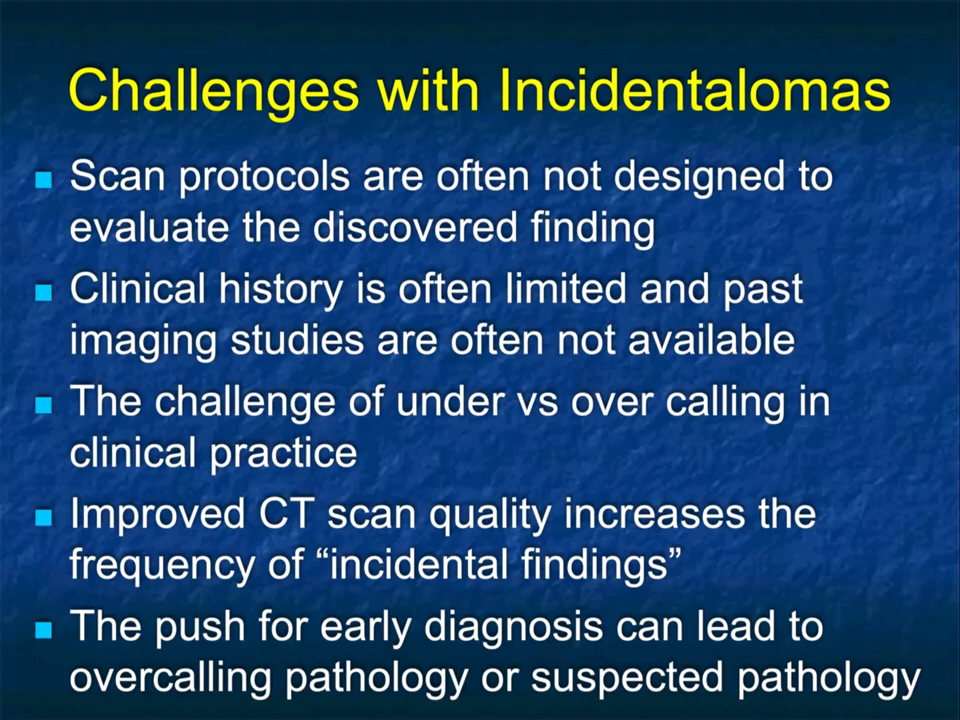 Challenges with Incidentalomas
Scan protocols are often not designed to
evaluate the discovered finding
Clinical history is often limited and past
imaging studies are often not available
The challenge of under vs over calling in
clinical practice
Improved CT scan quality increases the
frequency of “incidental findings”
The push for early diagnosis can lead to
overcalling pathology or suspected pathology